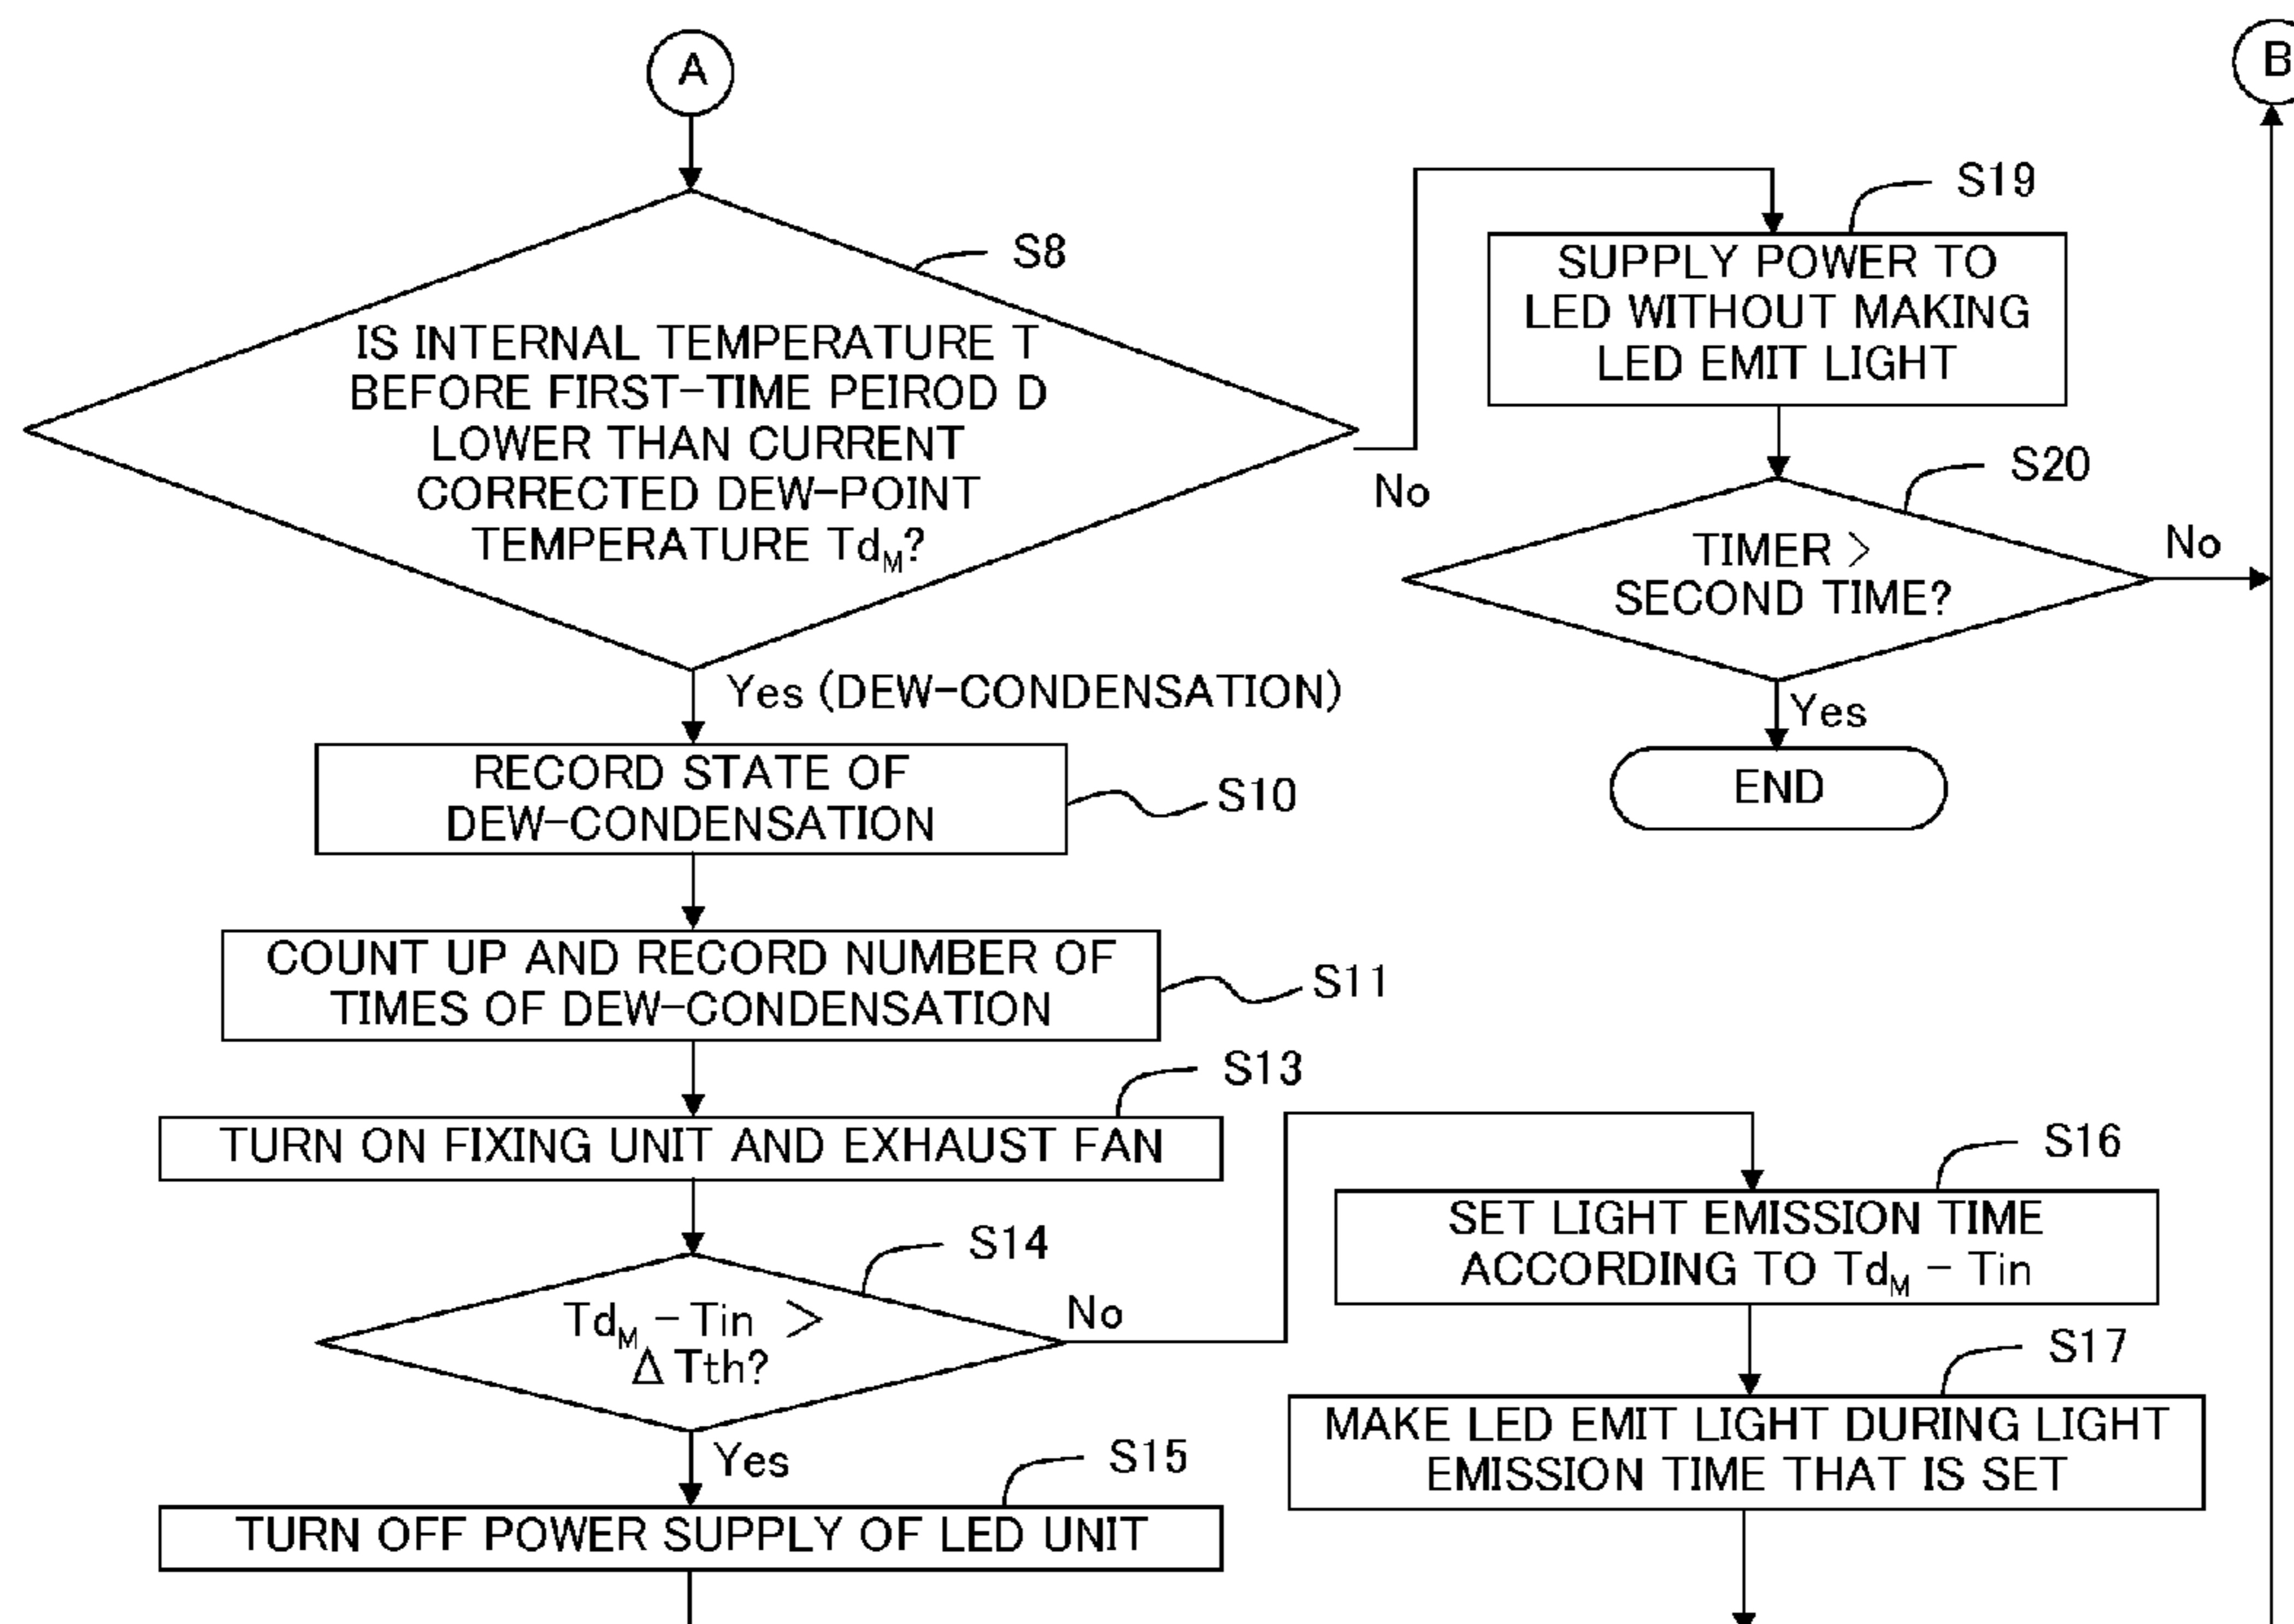 A
B
S8
IS INTERNAL TEMPERATURE T
BEFORE FIRST-TIME PEIROD D
LOWER THAN CURRENT
CORRECTED DEW-POINT
TEMPERATURE TdM?
No
Yes (DEW-CONDENSATION)
S19
SUPPLY POWER TO
LED WITHOUT MAKING
LED EMIT LIGHT
S20
TIMER >
SECOND TIME?
No
Yes
END
RECORD STATE OF
DEW-CONDENSATION
S10
COUNT UP AND RECORD NUMBER OF
TIMES OF DEW-CONDENSATION
S11
S13
TURN ON FIXING UNIT AND EXHAUST FAN
S14
TdM - Tin >
Δ Tth?
No
Yes
S15
TURN OFF POWER SUPPLY OF LED UNIT
S16
SET LIGHT EMISSION TIME
ACCORDING TO TdM - Tin
S17
MAKE LED EMIT LIGHT DURING LIGHT
EMISSION TIME THAT IS SET